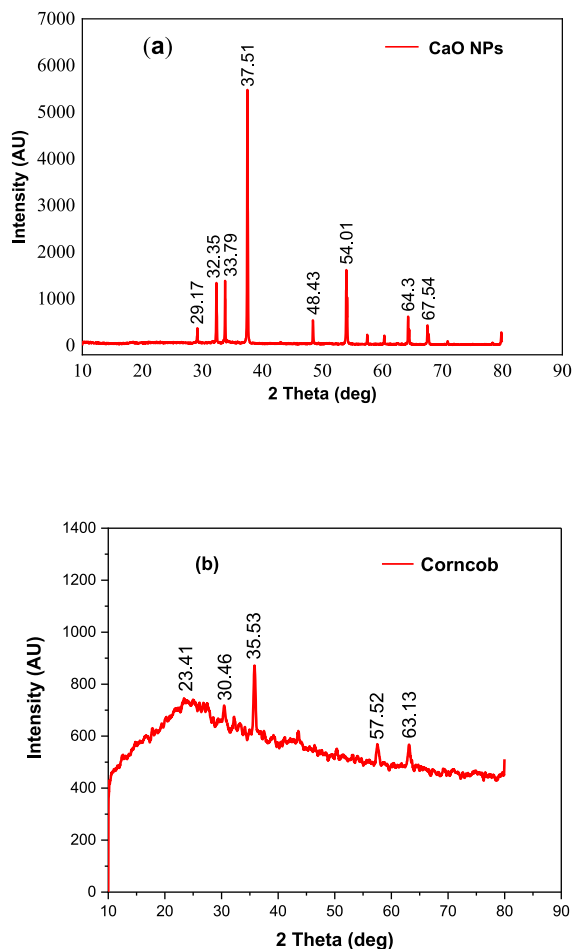 (a)
CaO NPs
7000
6000
5000
4000
3000
2000
1000
0
Intensity (AU)
29.17
32.35
33.79
37.51
48.43
54.01
64.3
67.54
10 20 30 40 50 60 70 80 90
2 Theta (deg)
(b)
Corncob
1400
1200
1000
800
600
400
200
0
Intensity (AU)
23.41
30.46
35.53
57.52
63.13
10 20 30 40 50 60 70 80 90
2 Theta (deg)